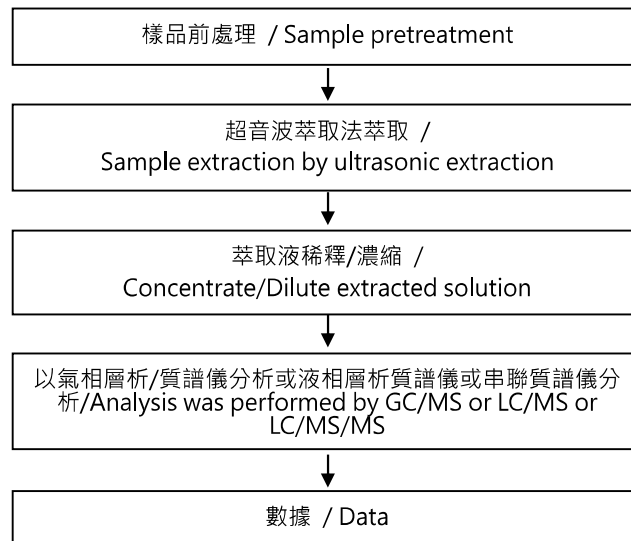 樣品前處理 / Sample pretreatment
超音波萃取法萃取 /
Sample extraction by ultrasonic extraction
萃取液稀釋/濃縮 /
Concentrate/Dilute extracted solution
以氣相層析/質譜儀分析或液相層析質譜儀或串聯質譜儀分
析/Analysis was performed by GC/MS or LC/MS or
LC/MS/MS
數據 / Data